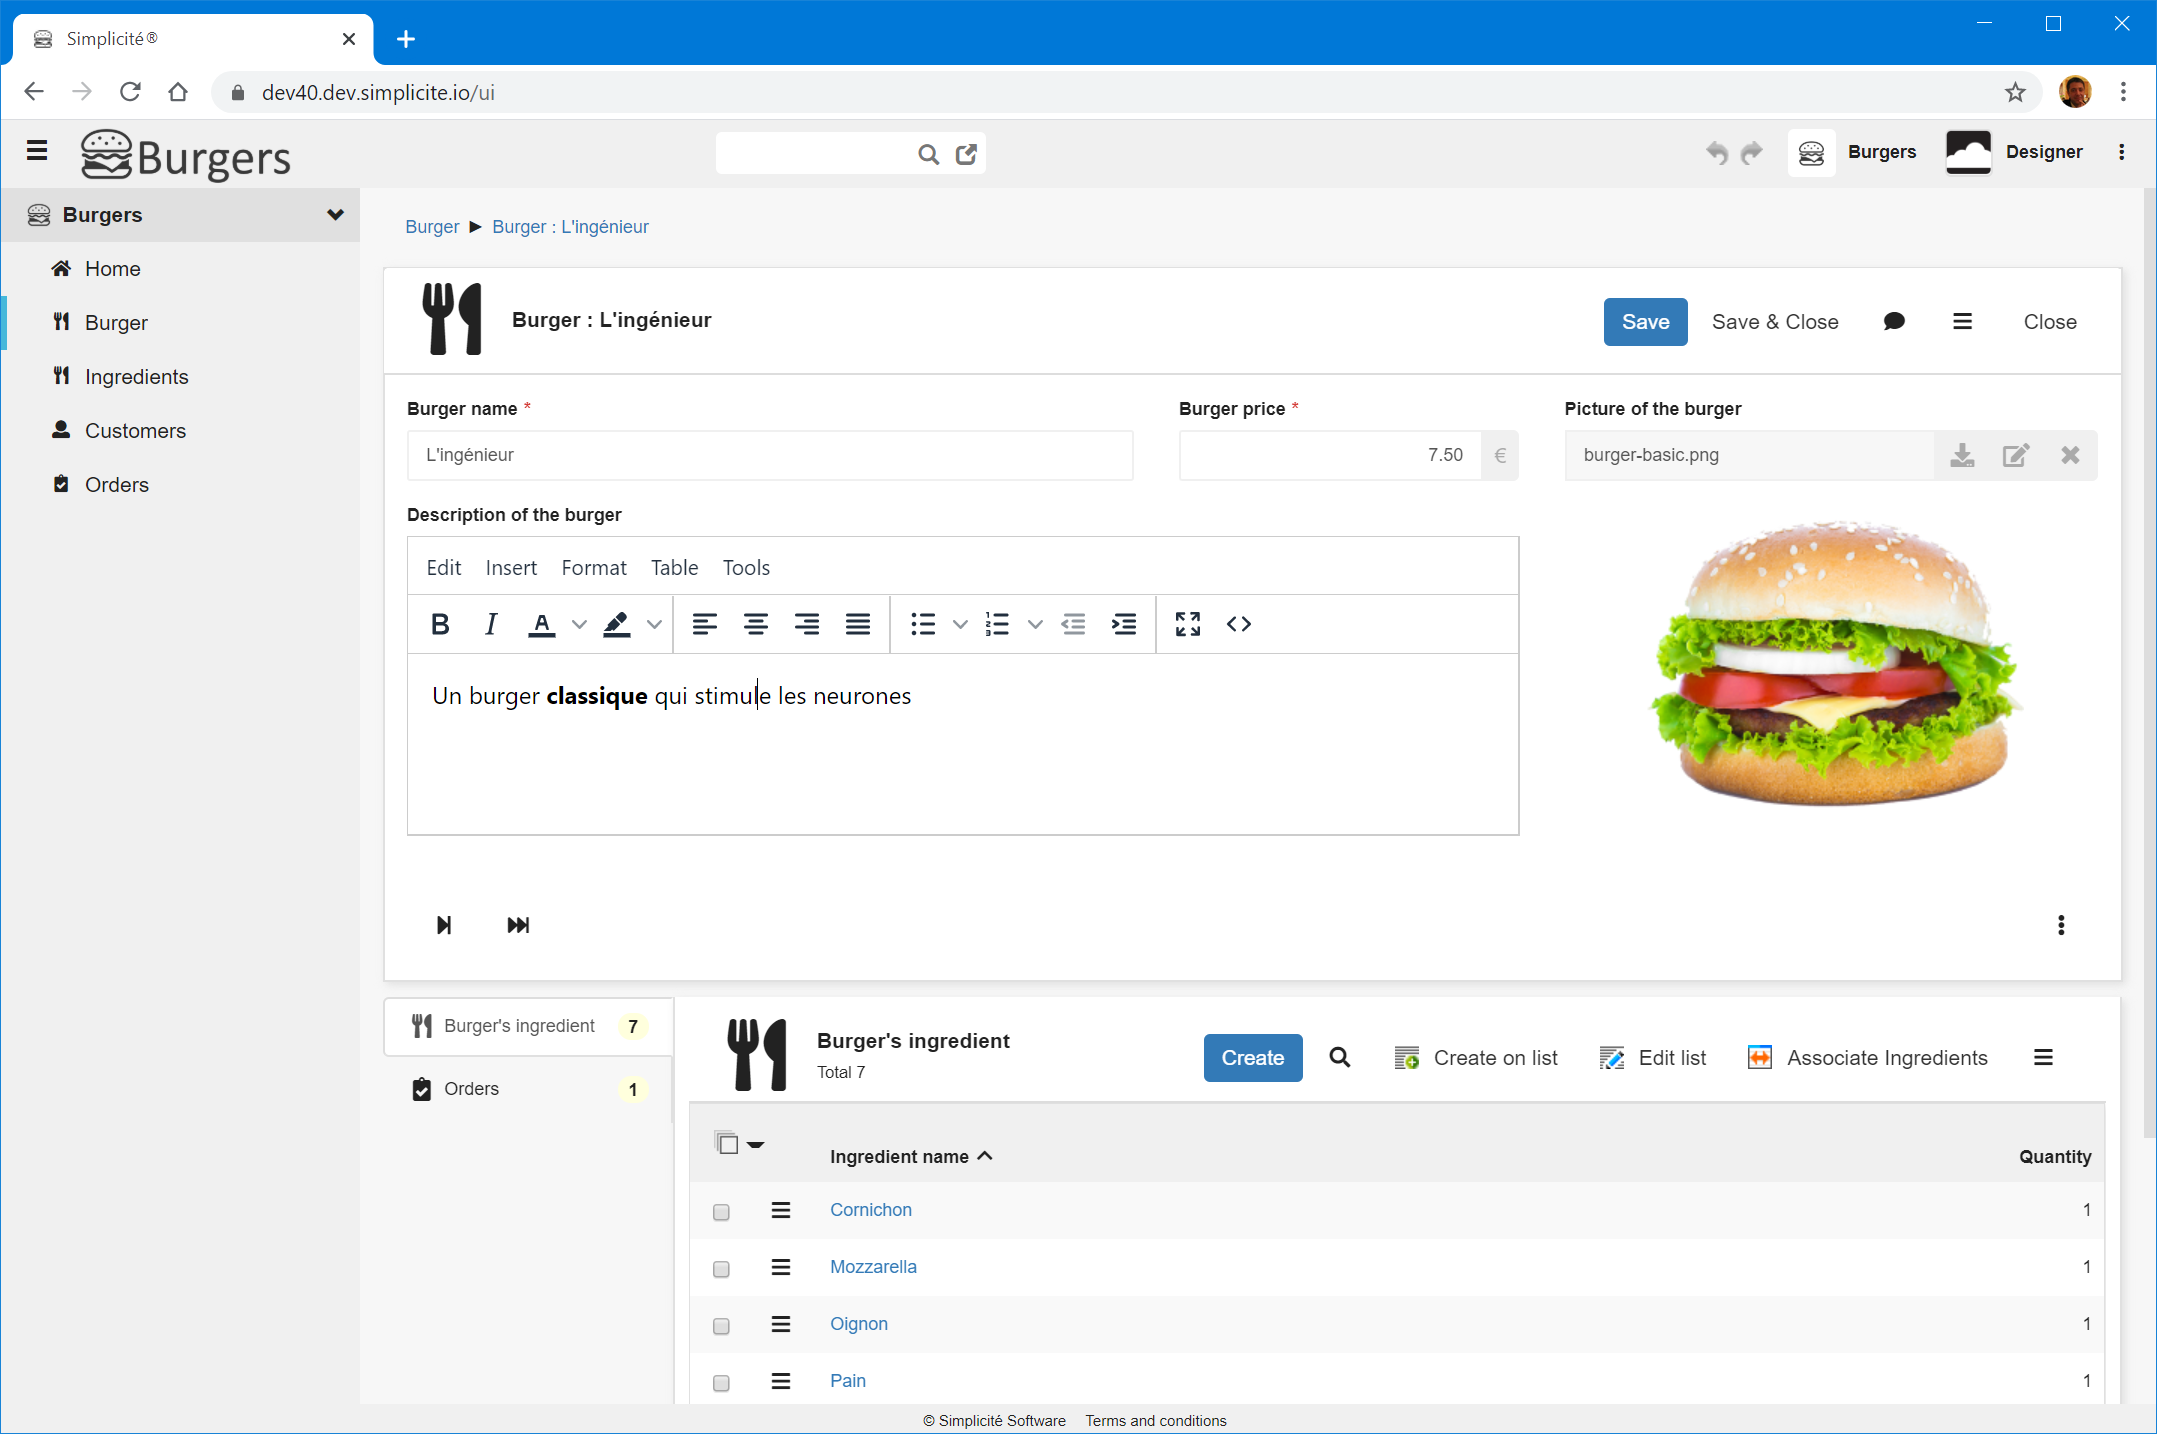 Simplicité®
dev40.dev.simplicite.io/ui
Burgers
Burgers
Designer
Burgers
Home
Burger
Ingredients
Customers
Orders
Burger ▶ Burger : L'ingénieur
Burger : L'ingénieur
Save
Save & Close
Close
Burger name *
Burger price *
Picture of the burger
L'ingénieur
7.50 €
burger-basic.png
Description of the burger
Edit Insert Format Table Tools
B I A
Un burger classique qui stimule les neurones
Burger's ingredient 7
Orders 1
Burger's ingredient
Total 7
Create
Create on list
Edit list
Associate Ingredients
Ingredient name
Quantity
Cornichon 1
Mozzarella 1
Oignon 1
Pain 1
© Simplicité Software Terms and conditions